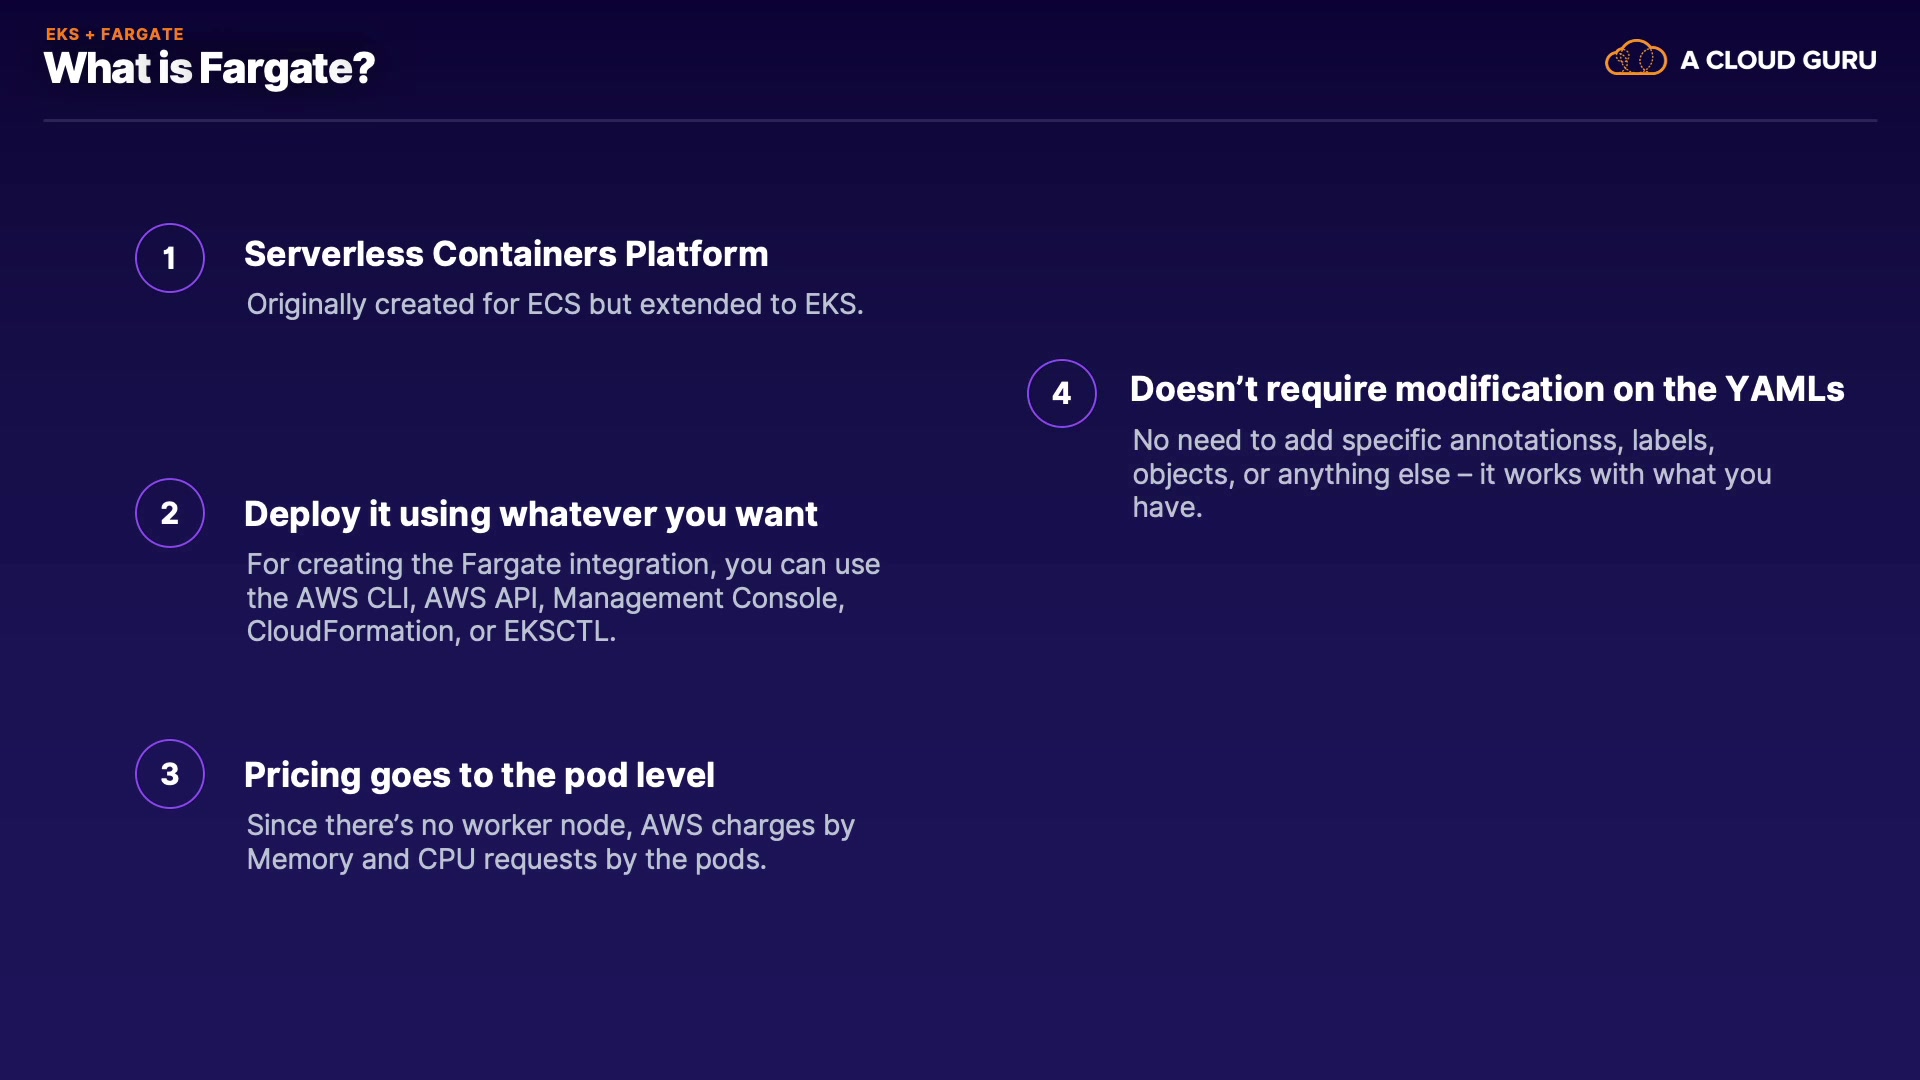 EKS + FARGATE
What is Fargate?
A CLOUD GURU
1
Serverless Containers Platform
Originally created for ECS but extended to EKS.
2
Deploy it using whatever you want
For creating the Fargate integration, you can use
the AWS CLI, AWS API, Management Console,
CloudFormation, or EKSCTL.
3
Pricing goes to the pod level
Since there’s no worker node, AWS charges by
Memory and CPU requests by the pods.
4
Doesn’t require modification on the YAMLs
No need to add specific annotationss, labels,
objects, or anything else – it works with what you
have.